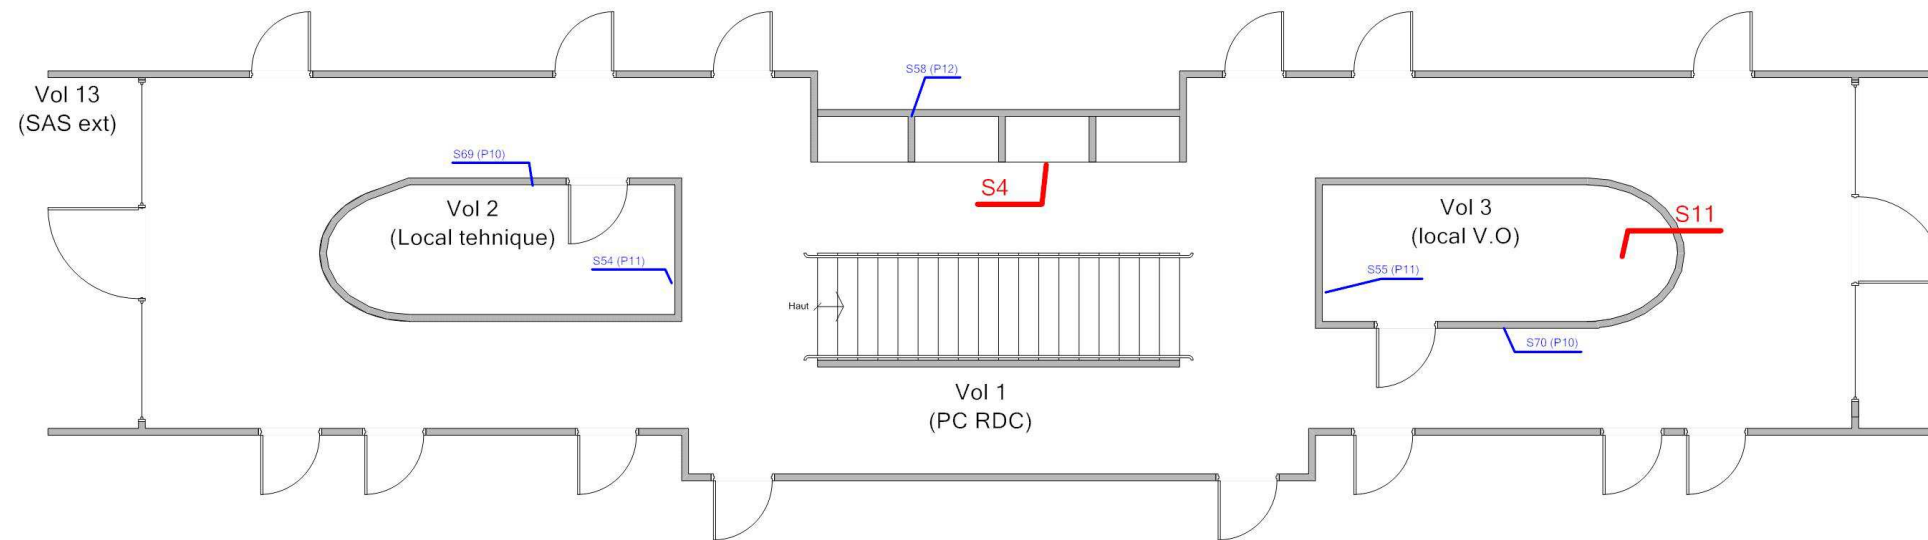 S58 (P12)
Vol 13
(SAS ext)
S69 (P10)
S4
Vol 2
(Local tehnique)
Vol 3
(local V.O)
S11
S54 (P11)
S55 (P11)
Haut
S70 (P10)
Vol 1
(PC RDC)